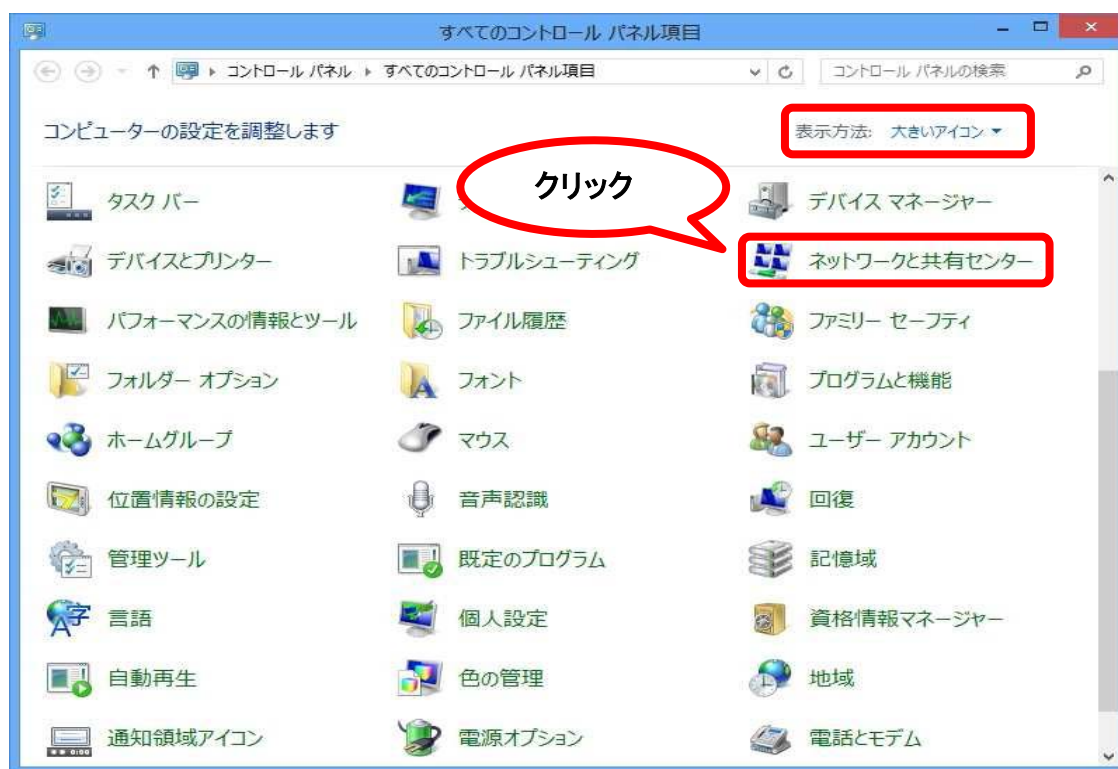 すべてのコントロール パネル項目
コントロール パネル ▸ すべてのコントロール パネル項目
コントロール パネルの検索
コンピューターの設定を調整します
表示方法: 大きいアイコン ▼
クリック
タスク バー
デバイス マネージャー
デバイスとプリンター
トラブルシューティング
ネットワークと共有センター
パフォーマンスの情報とツール
ファイル履歴
ファミリー セーフティ
フォルダー オプション
フォント
プログラムと機能
ホームグループ
マウス
ユーザー アカウント
位置情報の設定
音声認識
回復
管理ツール
既定のプログラム
記憶域
言語
個人設定
資格情報マネージャー
自動再生
色の管理
地域
通知領域アイコン
電源オプション
電話とモデム